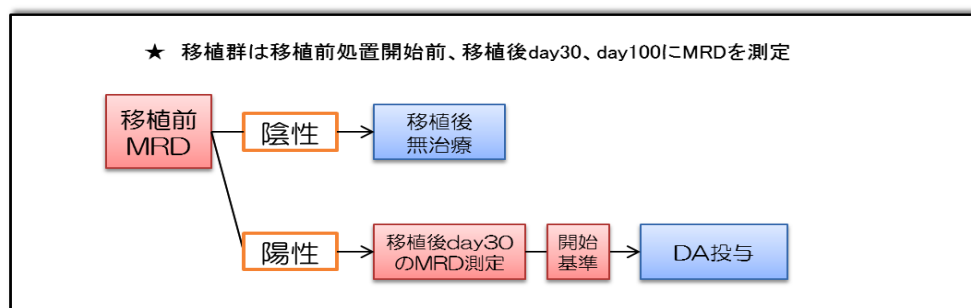 ★ 移植群は移植前処置開始前、移植後day30、day100にMRDを測定
移植前
MRD
陰性
移植後
無治療
陽性
移植後day30
のMRD測定
開始
基準
DA投与